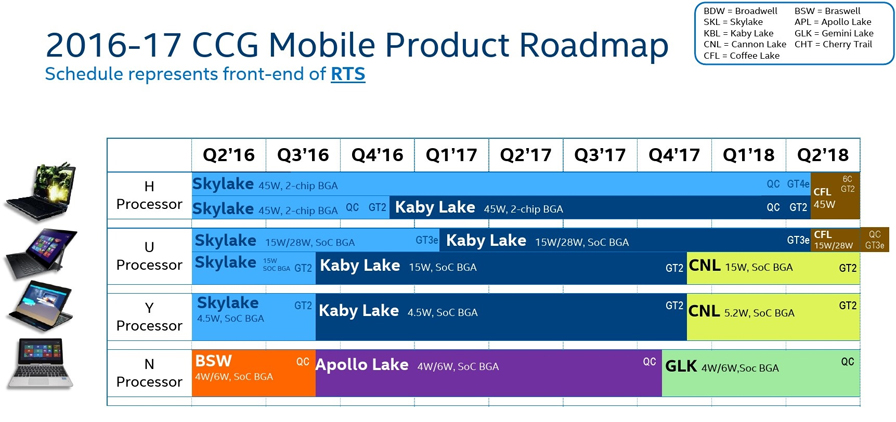 BDW = Broadwell BSW = Braswell
SKL = Skylake APL = Apollo Lake
KBL = Kaby Lake GLK = Gemini Lake
CNL = Cannon Lake CHT = Cherry Trail
CFL = Coffee Lake
2016-17 CCG Mobile Product Roadmap
Schedule represents front-end of RTS
Q2’16 Q3’16 Q4’16 Q1’17 Q2’17 Q3’17 Q4’17 Q1’18 Q2’18
H
Processor
Skylake 45W, 2-chip BGA QC GT4e
Skylake 45W, 2-chip BGA QC GT2 Kaby Lake 45W, 2-chip BGA QC GT2
6C
GT2
CFL
45W
U
Processor
Skylake 15W/28W, SoC BGA GT3e Kaby Lake 15W/28W, SoC BGA GT3e
CFL QC
15W/28W GT3e
Skylake 15W
SOC BGA GT2 Kaby Lake 15W, SoC BGA GT2 CNL 15W, SoC BGA GT2
Y
Processor
Skylake GT2
4.5W, SoC BGA
Kaby Lake 4.5W, SoC BGA GT2 CNL 5.2W, SoC BGA GT2
N
Processor
BSW QC
4W/6W, SoC BGA
Apollo Lake 4W/6W, SoC BGA QC GLK 4W/6W,Soc BGA QC